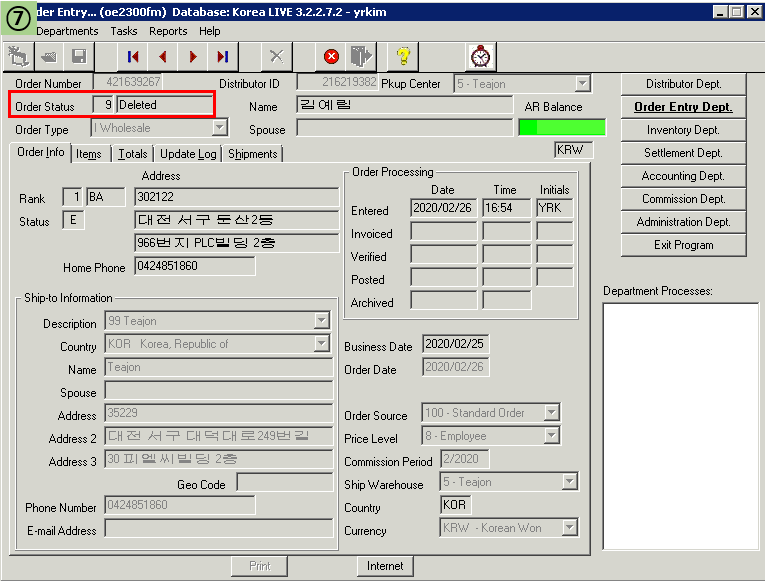 ⑦ der Entry... (oe2300fm) Database: Korea LIVE 3.2.2.7.2 - yrkim
Departments Tasks Reports Help
Order Number 421639267 Distributor ID 216219382 Pkup Center 5 - Teajon
Order Status 9 Deleted Name 김예림 AR Balance
Order Type I Wholesale Spouse
KRW
Order Info Items Totals Update Log Shipments
Address
Rank 1 BA 302122
Status E 대전 서구 둔산2동
966번지 PLC빌딩 2층
Home Phone 0424851860
Order Processing
Date Time Initials
Entered 2020/02/26 16:54 YRK
Invoiced
Verified
Posted
Archived
Ship-to Information
Description 99 Teajon
Country KOR Korea, Republic of
Name Teajon
Spouse
Address 35229
Address 2 대전 서구 대덕대로249번길
Address 3 30 피엘씨빌딩 2층
Geo Code
Phone Number 0424851860
E-mail Address
Business Date 2020/02/25
Order Date 2020/02/26
Order Source 100 - Standard Order
Price Level 8 - Employee
Commission Period 2/2020
Ship Warehouse 5 - Teajon
Country KOR
Currency KRW - Korean Won
Print Internet
Distributor Dept.
Order Entry Dept.
Inventory Dept.
Settlement Dept.
Accounting Dept.
Commission Dept.
Administration Dept.
Exit Program
Department Processes: